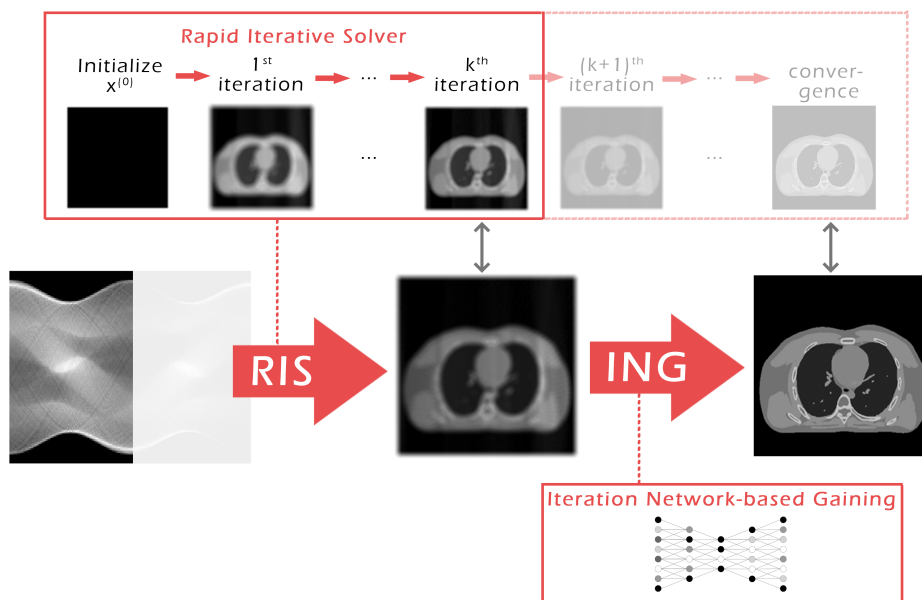 Rapid Iterative Solver
Initialize
x(0)
1st
iteration
...
kth
iteration
(k+1)th
iteration
...
conver-
gence
...
...
RIS
ING
Iteration Network-based Gaining